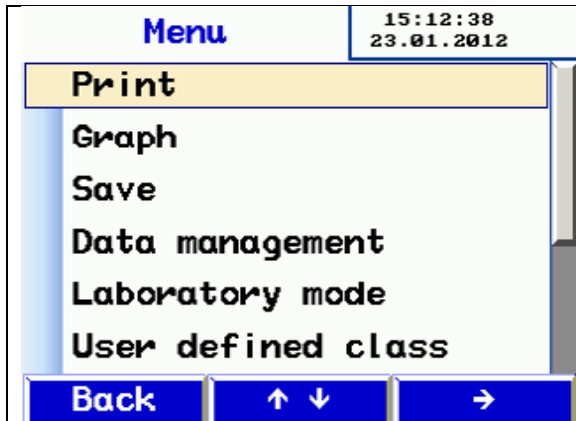 Menu
15:12:38
23.01.2012
Print
Graph
Save
Data management
Laboratory mode
User defined class
Back ↑ ↓ →